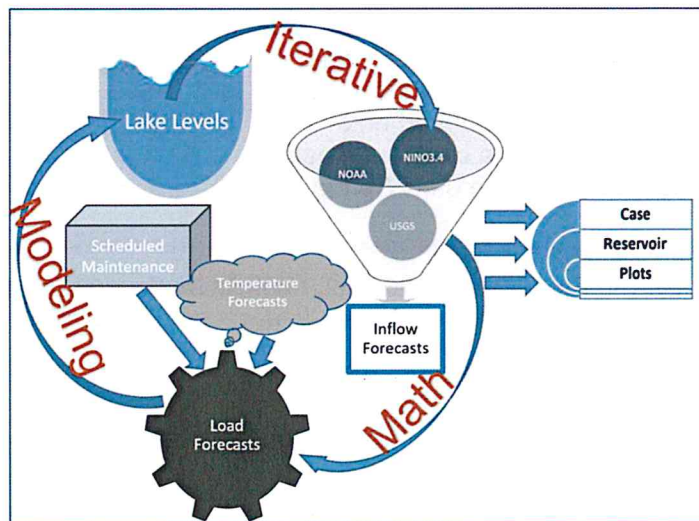 Iterative
Lake Levels
NINO3.4
NOAA
USGS
Case
Reservoir
Plots
Modeling
Scheduled
Maintenance
Temperature
Forecasts
Inflow
Forecasts
Math
Load
Forecasts